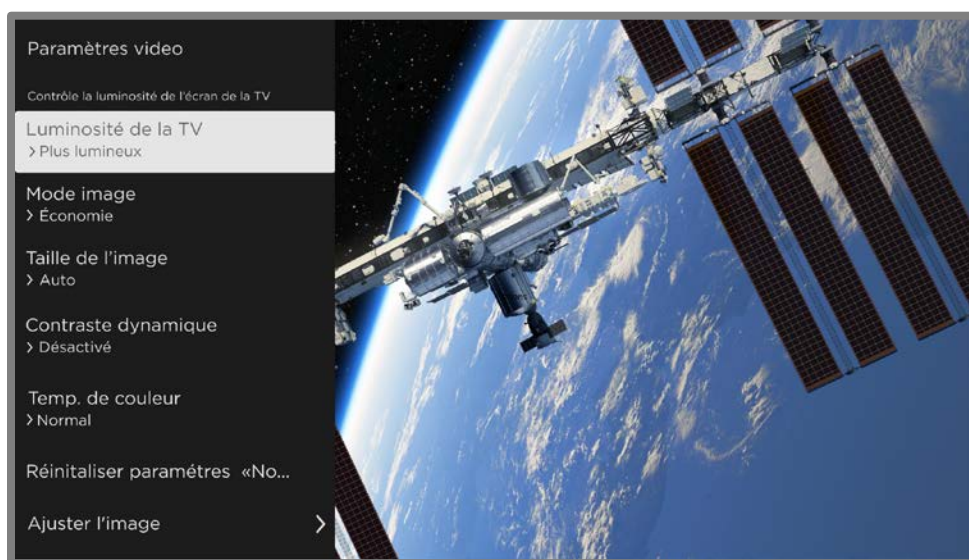 Paramètres video
Contrôle la luminosité de l'écran de la TV
Luminosité de la TV
> Plus lumineux
Mode image
> Économie
Taille de l'image
> Auto
Contraste dynamique
> Désactivé
Temp. de couleur
> Normal
Réinitaliser paramétres «No...
Ajuster l'image >